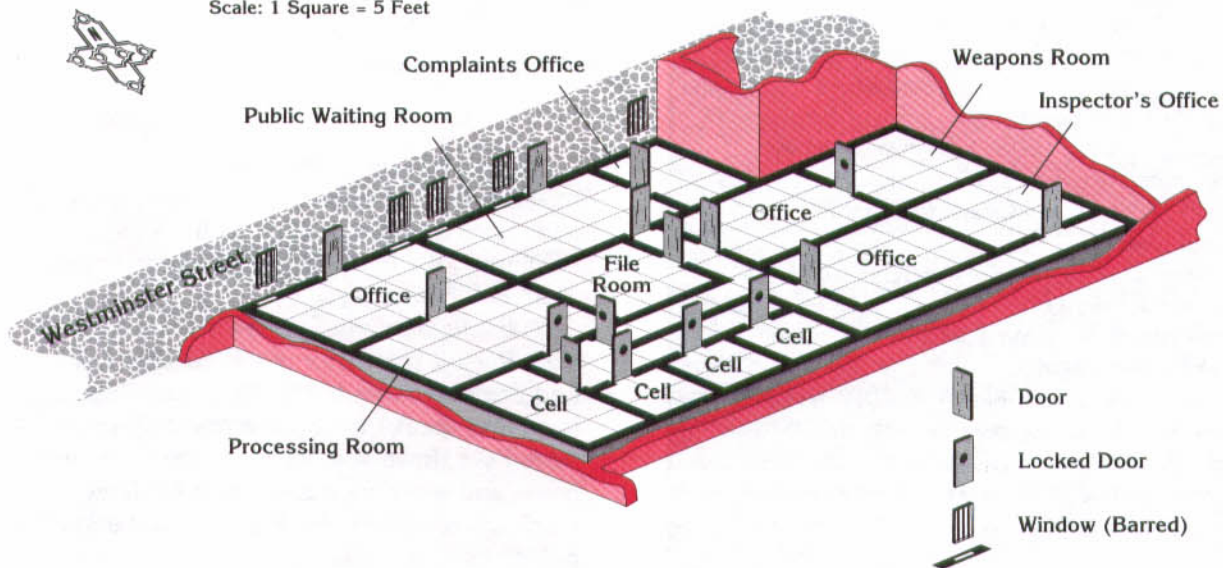 Scale: 1 Square = 5 Feet
N
Complaints Office
Weapons Room
Public Waiting Room
Inspector's Office
Westminster Street
Office
Office
Office
File
Room
Cell
Cell
Cell
Cell
Processing Room
Door
Locked Door
Window (Barred)